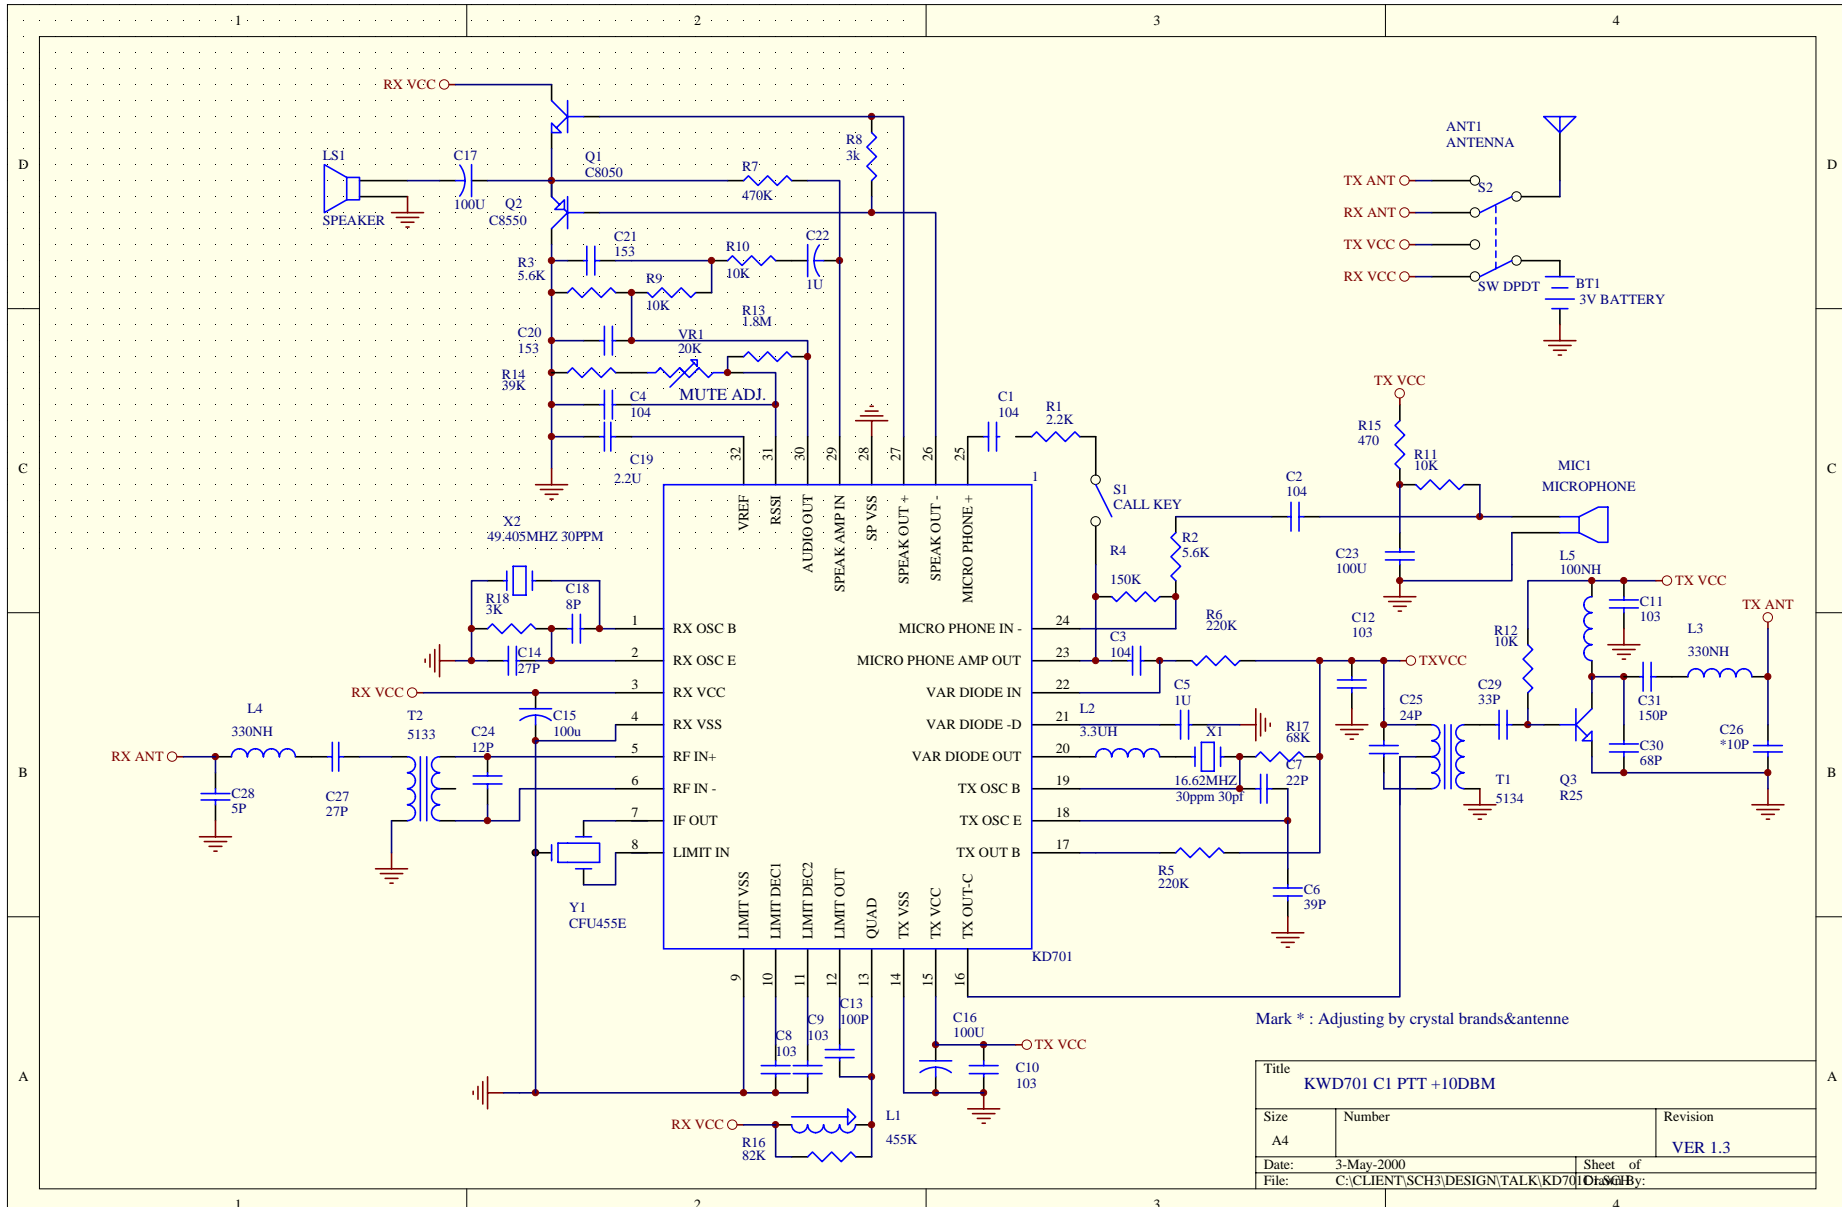 1 2 3 4
D
D
C
C
B
B
A
A
RX VCC
LS1
SPEAKER
C17
100U
Q1
C8050
Q2
C8550
R7
470K
R8
3k
C21
153
R10
10K
C22
1U
R3
5.6K
R9
10K
R13
1.8M
C20
153
VR1
20K
R14
39K
MUTE ADJ.
C4
104
C19
2.2U
ANT1
ANTENNA
TX ANT
S2
RX ANT
TX VCC
RX VCC
SW DPDT
BT1
3V BATTERY
C1
104
R1
2.2K
S1
CALL KEY
TX VCC
R15
470
R11
10K
MIC1
MICROPHONE
C2
104
C23
100U
R2
5.6K
R4
150K
L5
100NH
TX VCC
C11
103
TX ANT
L3
330NH
R12
10K
C12
103
TXVCC
R6
220K
C3
104
C5
1U
L2
3.3UH
X1
16.62MHZ
30ppm 30pf
R17
68K
C7
22P
C25
24P
C29
33P
C31
150P
C26
*10P
C30
68P
T1
5134
Q3
R25
R5
220K
C6
39P
X2
49.405MHZ 30PPM
R18
3K
C18
8P
C14
27P
RX VCC
C15
100u
L4
330NH
RX ANT
C28
5P
C27
27P
T2
5133
C24
12P
Y1
CFU455E
32 31 30 29 28 27 26 25
VREF
RSSI
AUDIO OUT
SPEAK AMP IN
SP VSS
SPEAK OUT +
SPEAK OUT -
MICRO PHONE +
1
1 RX OSC B
2 RX OSC E
3 RX VCC
4 RX VSS
5 RF IN+
6 RF IN -
7 IF OUT
8 LIMIT IN
MICRO PHONE IN - 24
MICRO PHONE AMP OUT 23
VAR DIODE IN 22
VAR DIODE -D 21
VAR DIODE OUT 20
TX OSC B 19
TX OSC E 18
TX OUT B 17
LIMIT VSS
LIMIT DEC1
LIMIT DEC2
LIMIT OUT
QUAD
TX VSS
TX VCC
TX OUT-C
9 10 11 12 13 14 15 16
KD701
C8
103
C9
103
C13
100P
C16
100U
TX VCC
C10
103
RX VCC
L1
455K
R16
82K
Mark * : Adjusting by crystal brands&antenne
Title
KWD701 C1 PTT +10DBM
Size Number Revision
A4
VER 1.3
Date: 3-May-2000 Sheet of
File: C:\CLIENT\SCH3\DESIGN\TALK\KD701C1.SCH Drawn By:
1 2 3 4